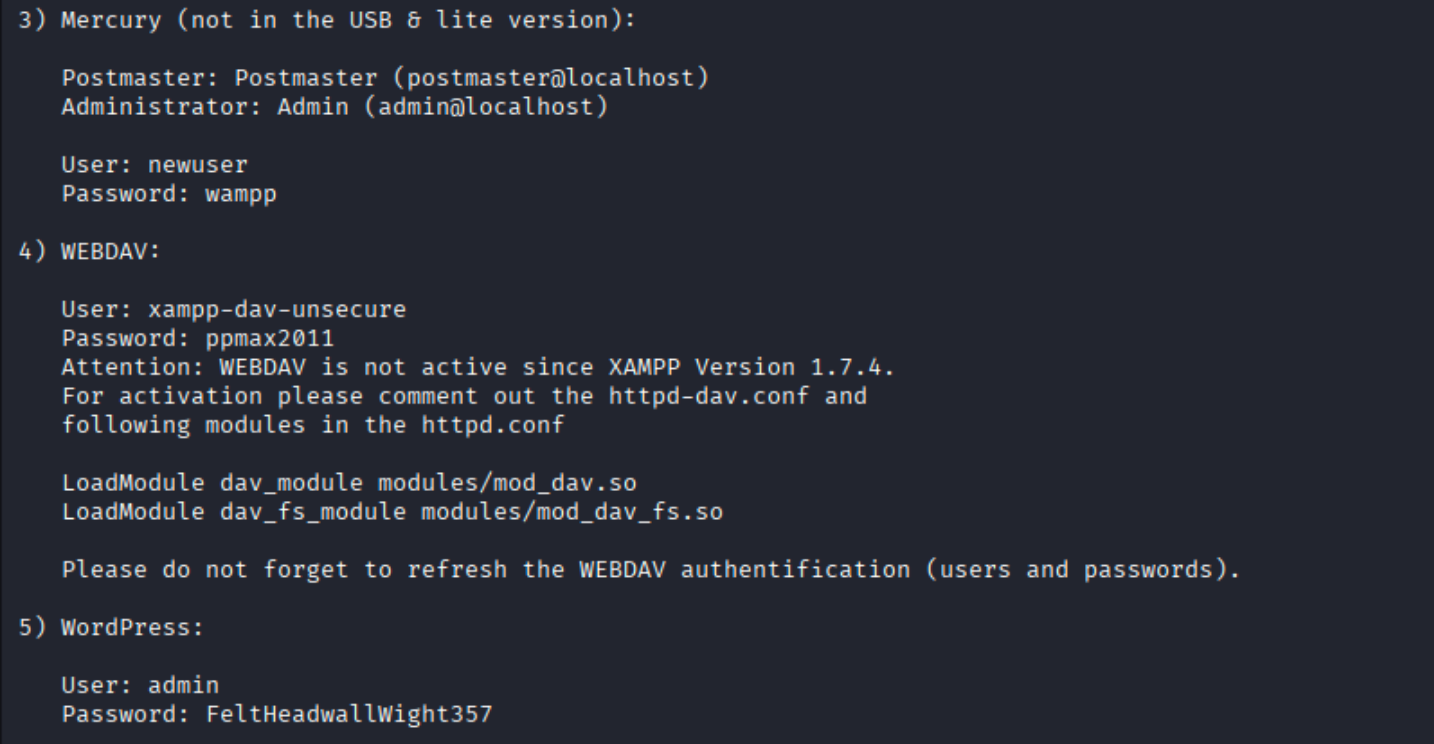 3) Mercury (not in the USB & lite version):
Postmaster: Postmaster (postmaster@localhost)
Administrator: Admin (admin@localhost)
User: newuser
Password: wampp
4) WEBDAV:
User: xampp-dav-unsecure
Password: ppmax2011
Attention: WEBDAV is not active since XAMPP Version 1.7.4.
For activation please comment out the httpd-dav.conf and
following modules in the httpd.conf
LoadModule dav_module modules/mod_dav.so
LoadModule dav_fs_module modules/mod_dav_fs.so
Please do not forget to refresh the WEBDAV authentification (users and passwords).
5) WordPress:
User: admin
Password: FeltHeadwallWight357